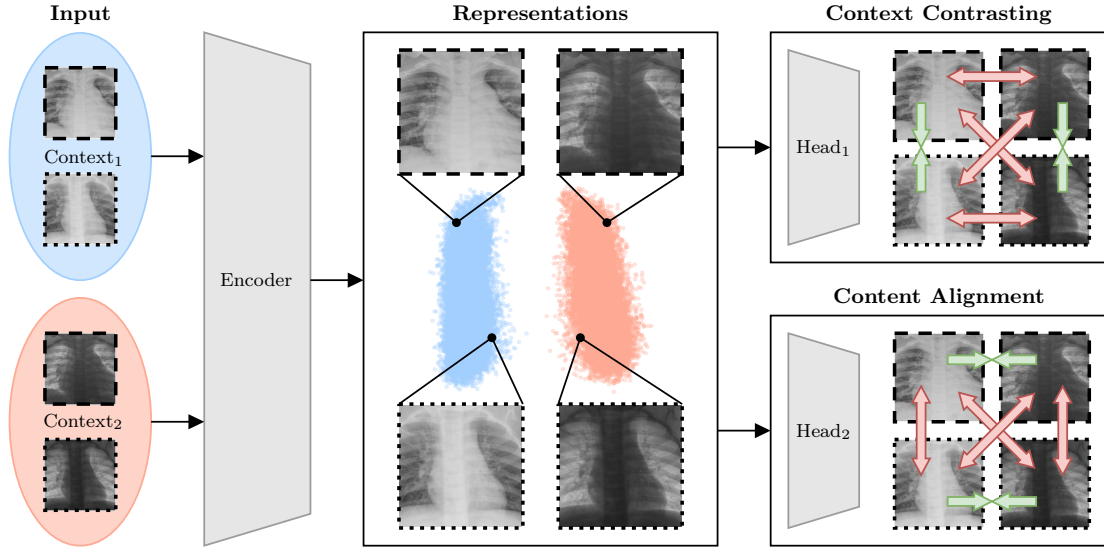 Input
Representations
Context Contrasting
Context₁
Head₁
Encoder
Content Alignment
Context₂
Head₂